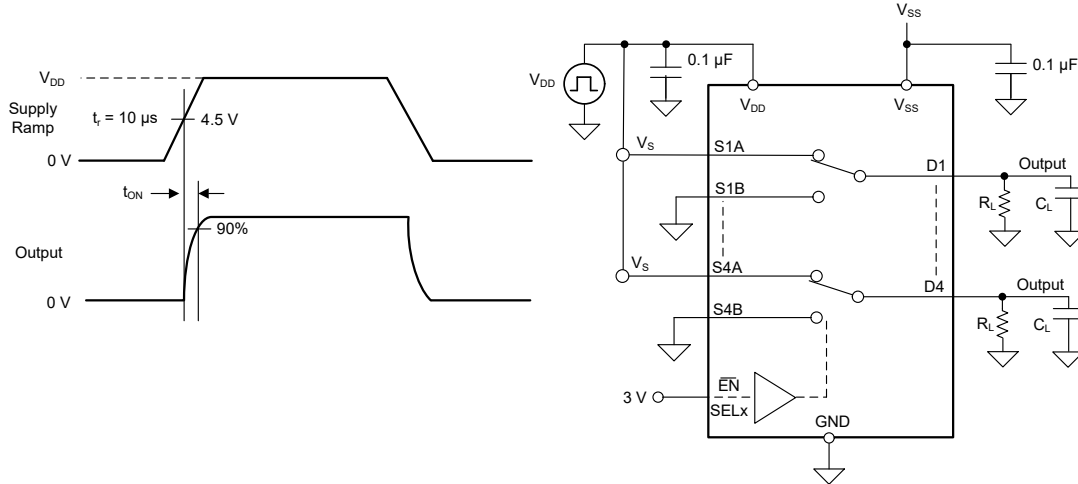 V_DD
Supply
Ramp
t_r = 10 µs
4.5 V
0 V
t_ON
90%
Output
0 V
V_SS
V_DD
0.1 µF
0.1 µF
V_DD
V_SS
V_S
S1A
D1
Output
S1B
R_L
C_L
V_S
S4A
D4
Output
S4B
R_L
C_L
3 V
E̅N̅
SELx
GND